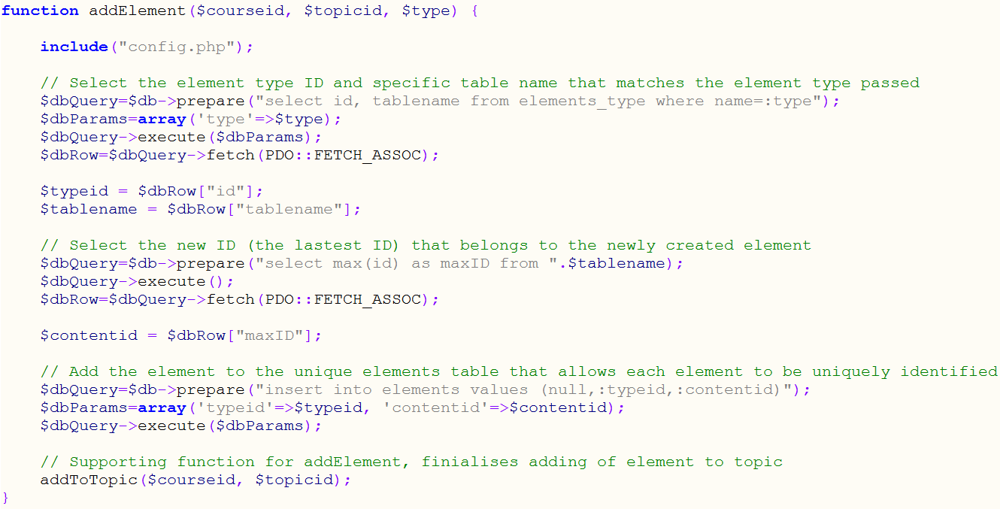 function addElement($courseid, $topicid, $type) {
include("config.php");
// Select the element type ID and specific table name that matches the element type passed
$dbQuery=$db->prepare("select id, tablename from elements_type where name=:type");
$dbParams=array('type'=>$type);
$dbQuery->execute($dbParams);
$dbRow=$dbQuery->fetch(PDO::FETCH_ASSOC);
$typeid = $dbRow["id"];
$tablename = $dbRow["tablename"];
// Select the new ID (the lastest ID) that belongs to the newly created element
$dbQuery=$db->prepare("select max(id) as maxID from ".$tablename);
$dbQuery->execute();
$dbRow=$dbQuery->fetch(PDO::FETCH_ASSOC);
$contentid = $dbRow["maxID"];
// Add the element to the unique elements table that allows each element to be uniquely identified
$dbQuery=$db->prepare("insert into elements values (null,:typeid,:contentid)");
$dbParams=array('typeid'=>$typeid, 'contentid'=>$contentid);
$dbQuery->execute($dbParams);
// Supporting function for addElement, finialises adding of element to topic
addToTopic($courseid, $topicid);
}